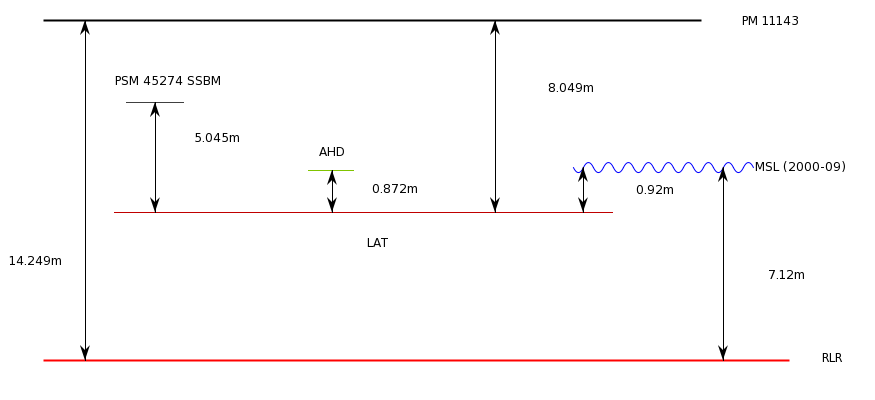 PM 11143
PSM 45274 SSBM
8.049m
5.045m
AHD
MSL (2000-09)
0.872m
0.92m
LAT
14.249m
7.12m
RLR